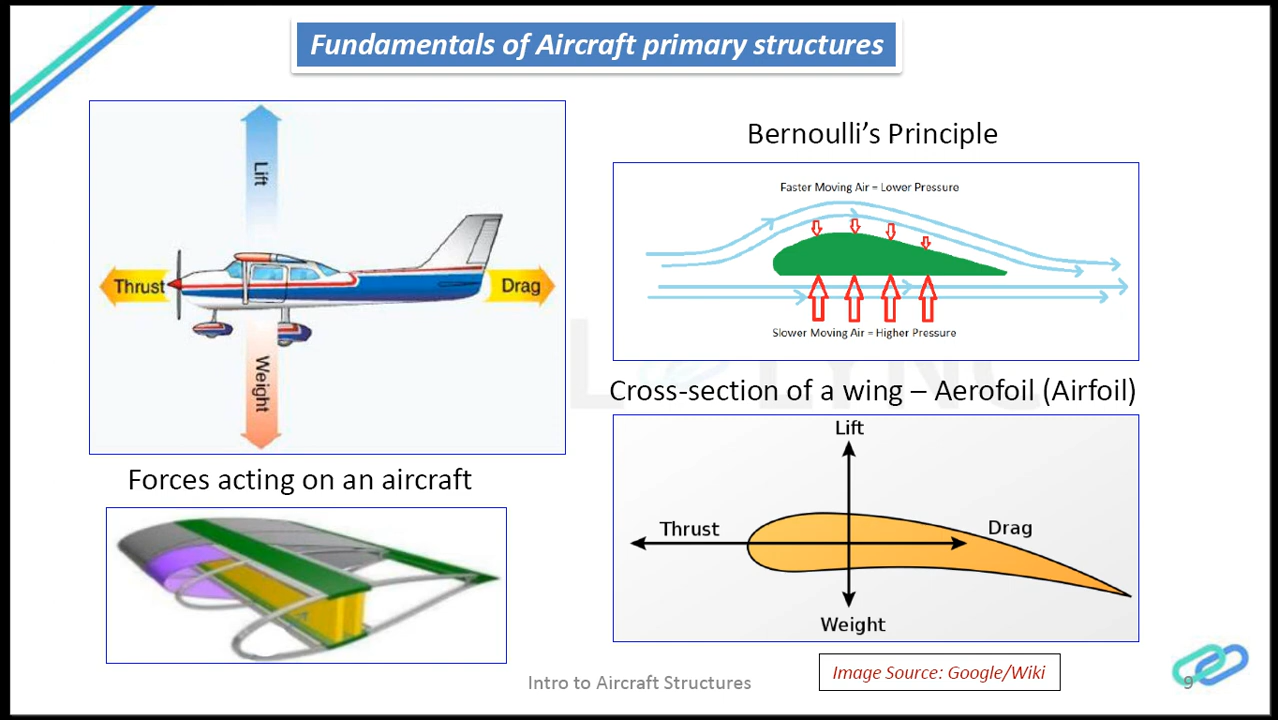 Fundamentals of Aircraft primary structures
Lift
Thrust
Drag
Weight
Forces acting on an aircraft
Bernoulli’s Principle
Faster Moving Air = Lower Pressure
Slower Moving Air = Higher Pressure
Cross-section of a wing – Aerofoil (Airfoil)
Lift
Thrust
Drag
Weight
Image Source: Google/Wiki
Intro to Aircraft Structures
9